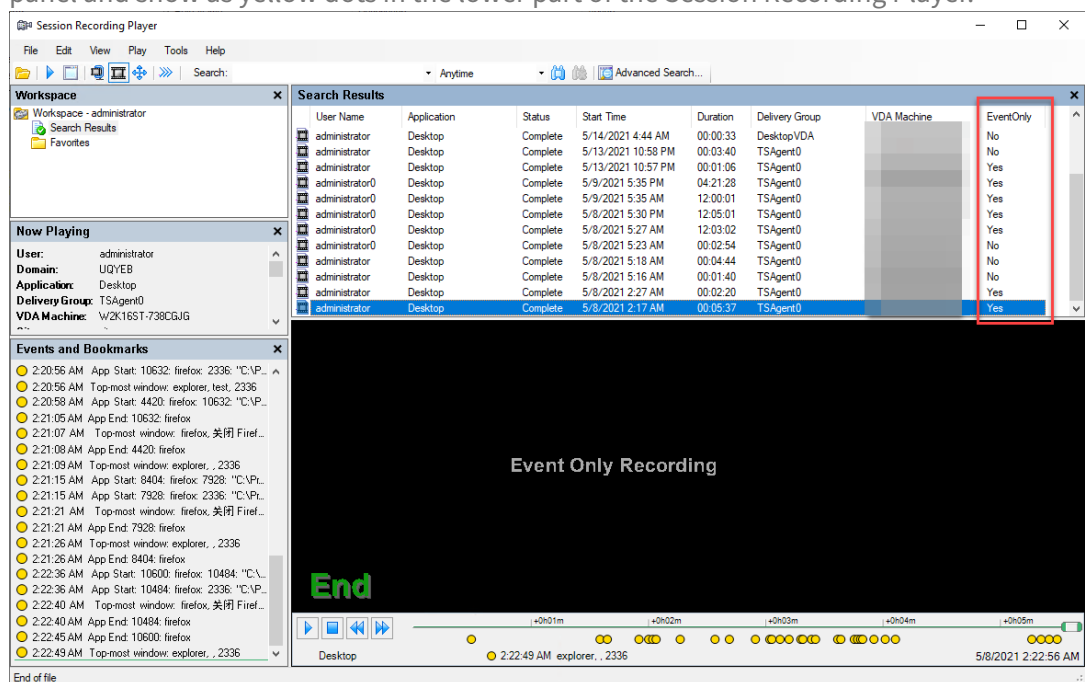 panel and show as yellow dots in the lower part of the Session Recording Player.
Session Recording Player
File Edit View Play Tools Help
Search: Anytime Advanced Search...
Workspace
Workspace - administrator
Search Results
Favorites
Search Results
User Name Application Status Start Time Duration Delivery Group VDA Machine EventOnly
administrator Desktop Complete 5/14/2021 4:44 AM 00:00:33 DesktopVDA No
administrator Desktop Complete 5/13/2021 10:58 PM 00:03:40 TSAgent0 No
administrator Desktop Complete 5/13/2021 10:57 PM 00:01:06 TSAgent0 Yes
administrator0 Desktop Complete 5/9/2021 5:35 PM 04:21:28 TSAgent0 Yes
administrator0 Desktop Complete 5/9/2021 5:35 AM 12:00:01 TSAgent0 Yes
administrator0 Desktop Complete 5/8/2021 5:30 PM 12:05:01 TSAgent0 Yes
administrator0 Desktop Complete 5/8/2021 5:27 AM 12:03:02 TSAgent0 Yes
administrator0 Desktop Complete 5/8/2021 5:23 AM 00:02:54 TSAgent0 No
administrator Desktop Complete 5/8/2021 5:18 AM 00:04:44 TSAgent0 No
administrator Desktop Complete 5/8/2021 5:16 AM 00:01:40 TSAgent0 No
administrator Desktop Complete 5/8/2021 2:27 AM 00:02:20 TSAgent0 Yes
administrator Desktop Complete 5/8/2021 2:17 AM 00:05:37 TSAgent0 Yes
Now Playing
User: administrator
Domain: UQYEB
Application: Desktop
Delivery Group: TSAgent0
VDA Machine: W2K16ST-738CGJG
Events and Bookmarks
2:20:56 AM App Start: 10632: firefox: 2336: "C:\P...
2:20:56 AM Top-most window: explorer, test, 2336
2:20:58 AM App Start: 4420: firefox: 10632: "C:\P...
2:21:05 AM App End: 10632: firefox
2:21:07 AM Top-most window: firefox, 关闭 Firef...
2:21:08 AM App End: 4420: firefox
2:21:09 AM Top-most window: explorer, , 2336
2:21:15 AM App Start: 8404: firefox: 7928: "C:\Pr...
2:21:15 AM App Start: 7928: firefox: 2336: "C:\Pr...
2:21:21 AM Top-most window: firefox, 关闭 Firef...
2:21:21 AM App End: 7928: firefox
2:21:26 AM Top-most window: explorer, , 2336
2:21:26 AM App End: 8404: firefox
2:22:36 AM App Start: 10600: firefox: 10484: "C:\...
2:22:36 AM App Start: 10484: firefox: 2336: "C:\P...
2:22:40 AM Top-most window: firefox, 关闭 Firef...
2:22:40 AM App End: 10484: firefox
2:22:45 AM App End: 10600: firefox
2:22:49 AM Top-most window: explorer, , 2336
Event Only Recording
End
+0h01m +0h02m +0h03m +0h04m +0h05m
Desktop 2:22:49 AM explorer, , 2336 5/8/2021 2:22:56 AM
End of file